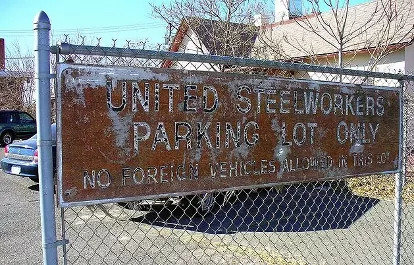 UNITED STEELWORKERS
PARKING LOT ONLY
NO FOREIGN VEHICLES ALLOWED IN THIS LOT